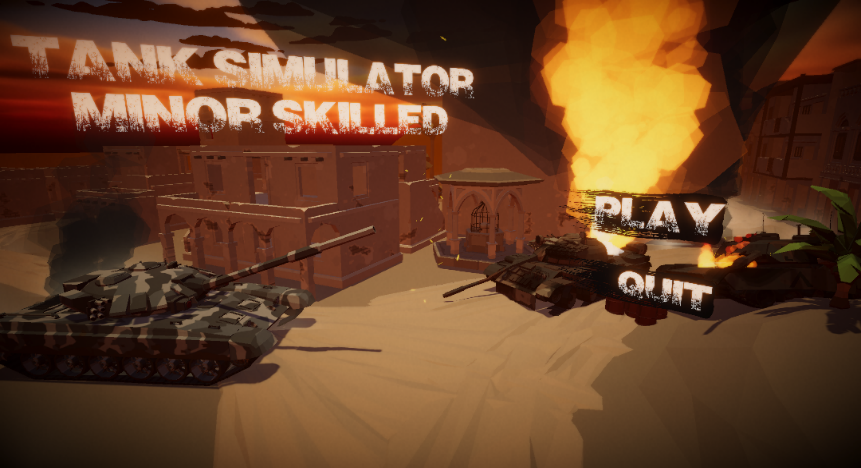 TANK SIMULATOR
MINOR SKILLED
PLAY
QUIT